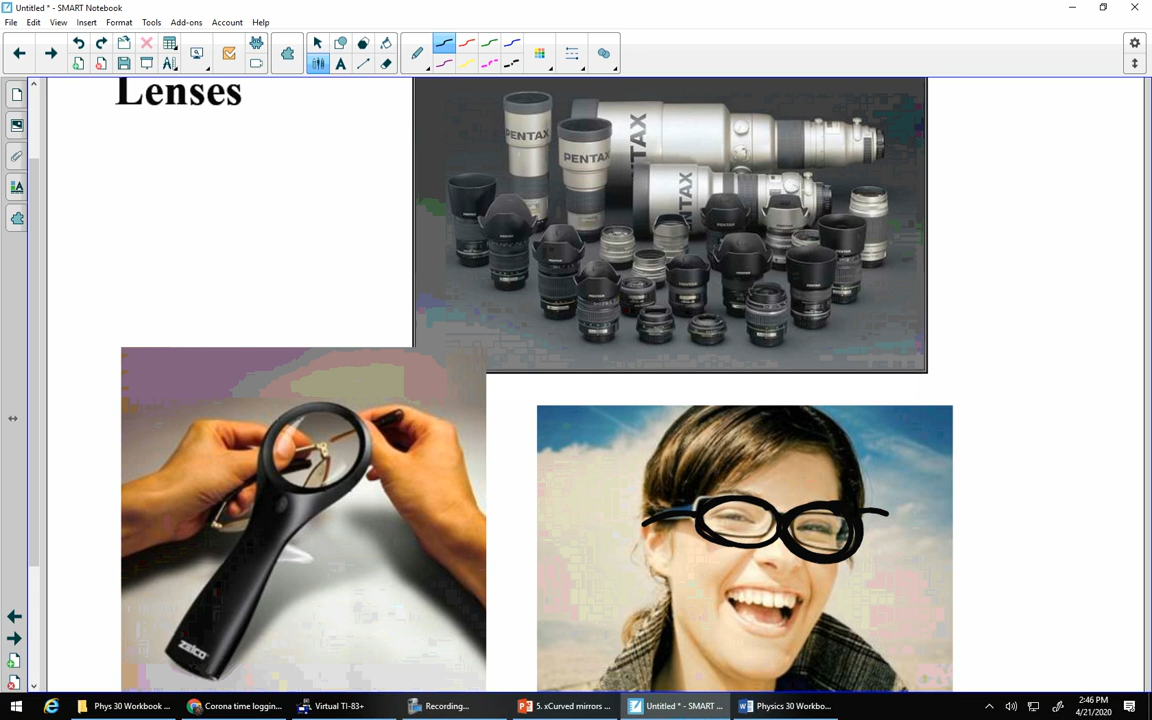 Untitled * - SMART Notebook
File Edit View Insert Format Tools Add-ons Account Help
Lenses
PENTAX
PENTAX
TAX
PENTAX
zelco
Phys 30 Workbook ...
Corona time loggin...
Virtual TI-83+
Recording...
5. xCurved mirrors ...
Untitled * - SMART ...
Physics 30 Workbo...
2:46 PM
4/21/2020